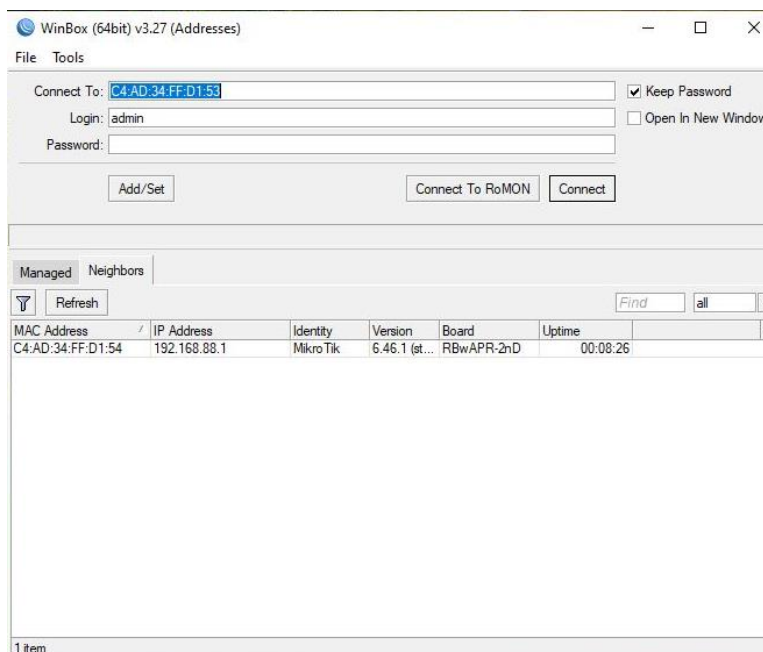 WinBox (64bit) v3.27 (Addresses)
File Tools
Connect To: C4:AD:34:FF:D1:53 Keep Password
Login: admin Open In New Window
Password:
Add/Set Connect To RoMON Connect
Managed Neighbors
Refresh Find all
MAC Address IP Address Identity Version Board Uptime
C4:AD:34:FF:D1:54 192.168.88.1 MikroTik 6.46.1 (st... RBwAPR-2nD 00:08:26
1 item